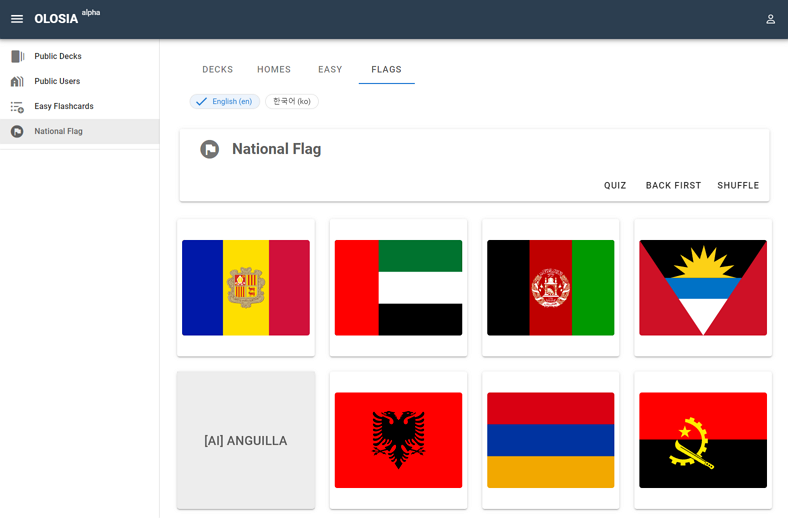 OLOSIA alpha
Public Decks
Public Users
Easy Flashcards
National Flag
DECKS HOMES EASY FLAGS
English (en) 한국어 (ko)
National Flag
QUIZ BACK FIRST SHUFFLE
[AI] ANGUILLA